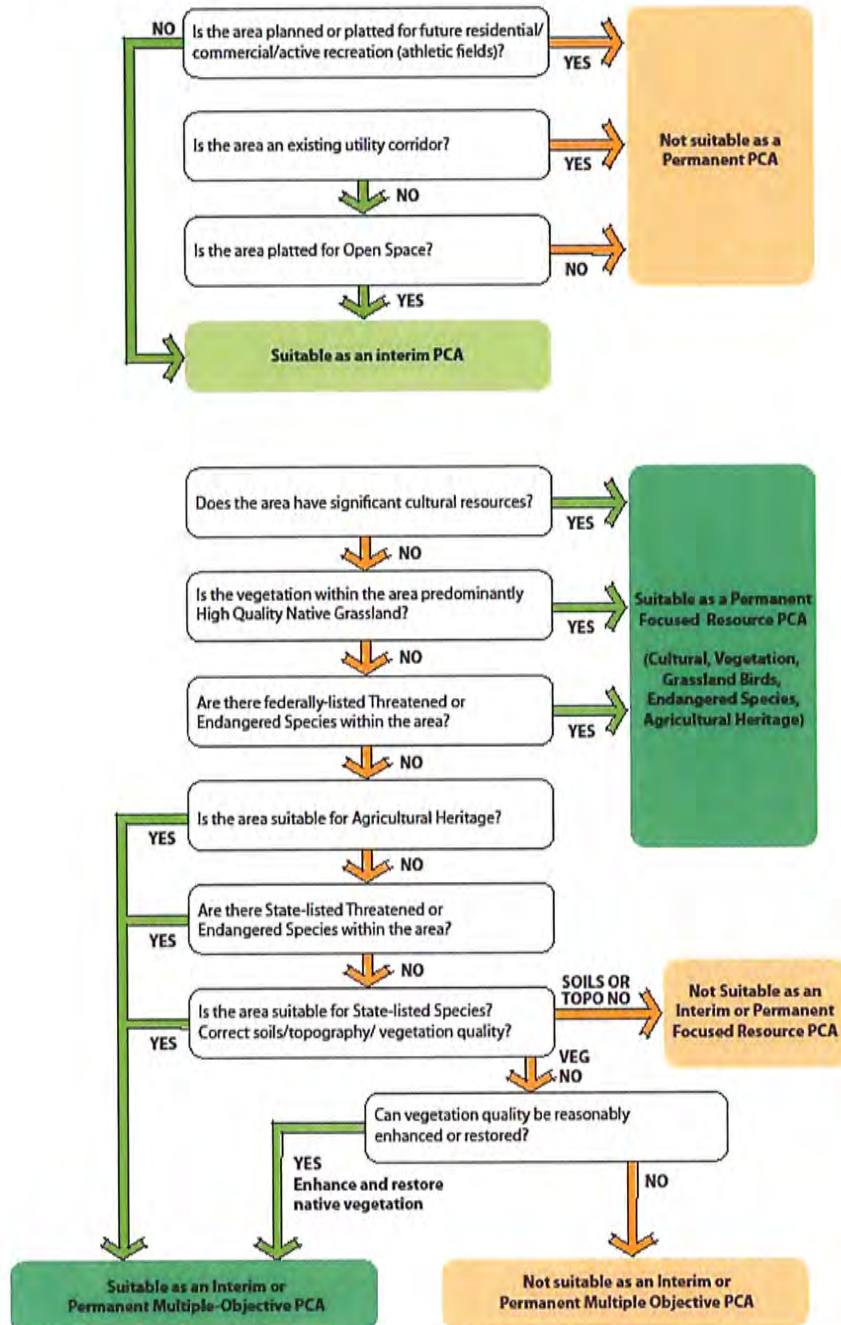 NO
Is the area planned or platted for future residential/
commercial/active recreation (athletic fields)?
YES
Is the area an existing utility corridor?
YES
Not suitable as a
Permanent PCA
NO
Is the area platted for Open Space?
NO
YES
Suitable as an interim PCA
Does the area have significant cultural resources?
YES
NO
Is the vegetation within the area predominantly
High Quality Native Grassland?
YES
Suitable as a Permanent
Focused Resource PCA
(Cultural, Vegetation,
Grassland Birds,
Endangered Species,
Agricultural Heritage)
NO
Are there federally-listed Threatened or
Endangered Species within the area?
YES
NO
Is the area suitable for Agricultural Heritage?
YES
NO
Are there State-listed Threatened or
Endangered Species within the area?
YES
NO
Is the area suitable for State-listed Species?
Correct soils/topography/ vegetation quality?
YES
SOILS OR
TOPO NO
Not Suitable as an
Interim or Permanent
Focused Resource PCA
VEG
NO
Can vegetation quality be reasonably
enhanced or restored?
YES
Enhance and restore
native vegetation
NO
Suitable as an Interim or
Permanent Multiple-Objective PCA
Not suitable as an Interim or
Permanent Multiple Objective PCA